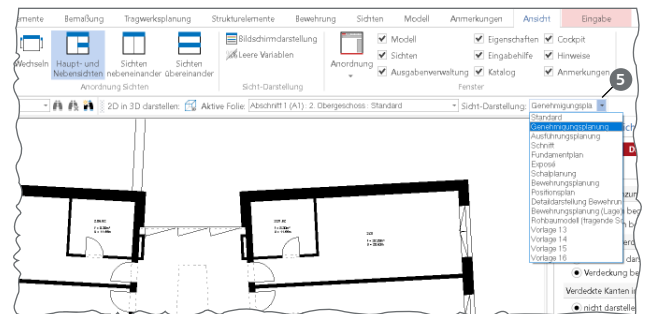 emente Bemaßung Tragwerksplanung Strukturelemente Bewehrung Sichten Modell Anmerkungen Ansicht Eingabe
Wechseln
Haupt- und Nebensichten
Sichten nebeneinander
Sichten übereinander
Anordnung Sichten
Bildschirmdarstellung
Leere Variablen
Sicht-Darstellung
Anordnung
Modell
Sichten
Ausgabenverwaltung
Eigenschaften
Eingabehilfe
Katalog
Cockpit
Hinweise
Anmerkungen
Fenster
5
2D in 3D darstellen: Aktive Folie: Abschnitt 1 (A1) : 2. Obergeschoss : Standard Sicht-Darstellung: Genehmigungspla
Standard
Genehmigungsplanung
Ausführungsplanung
Schrift
Fundamentplan
Exposé
Schalplanung
Bewehrungsplanung
Positionsplan
Detaildarstellung Bewehrun
Bewehrungsplanung (Lage)
Rohbaumodell (tragende Sc
Vorlage 13
Vorlage 14
Vorlage 15
Vorlage 16
D
Verdeckung be
Verdeckte Kanten i
nicht darstelle